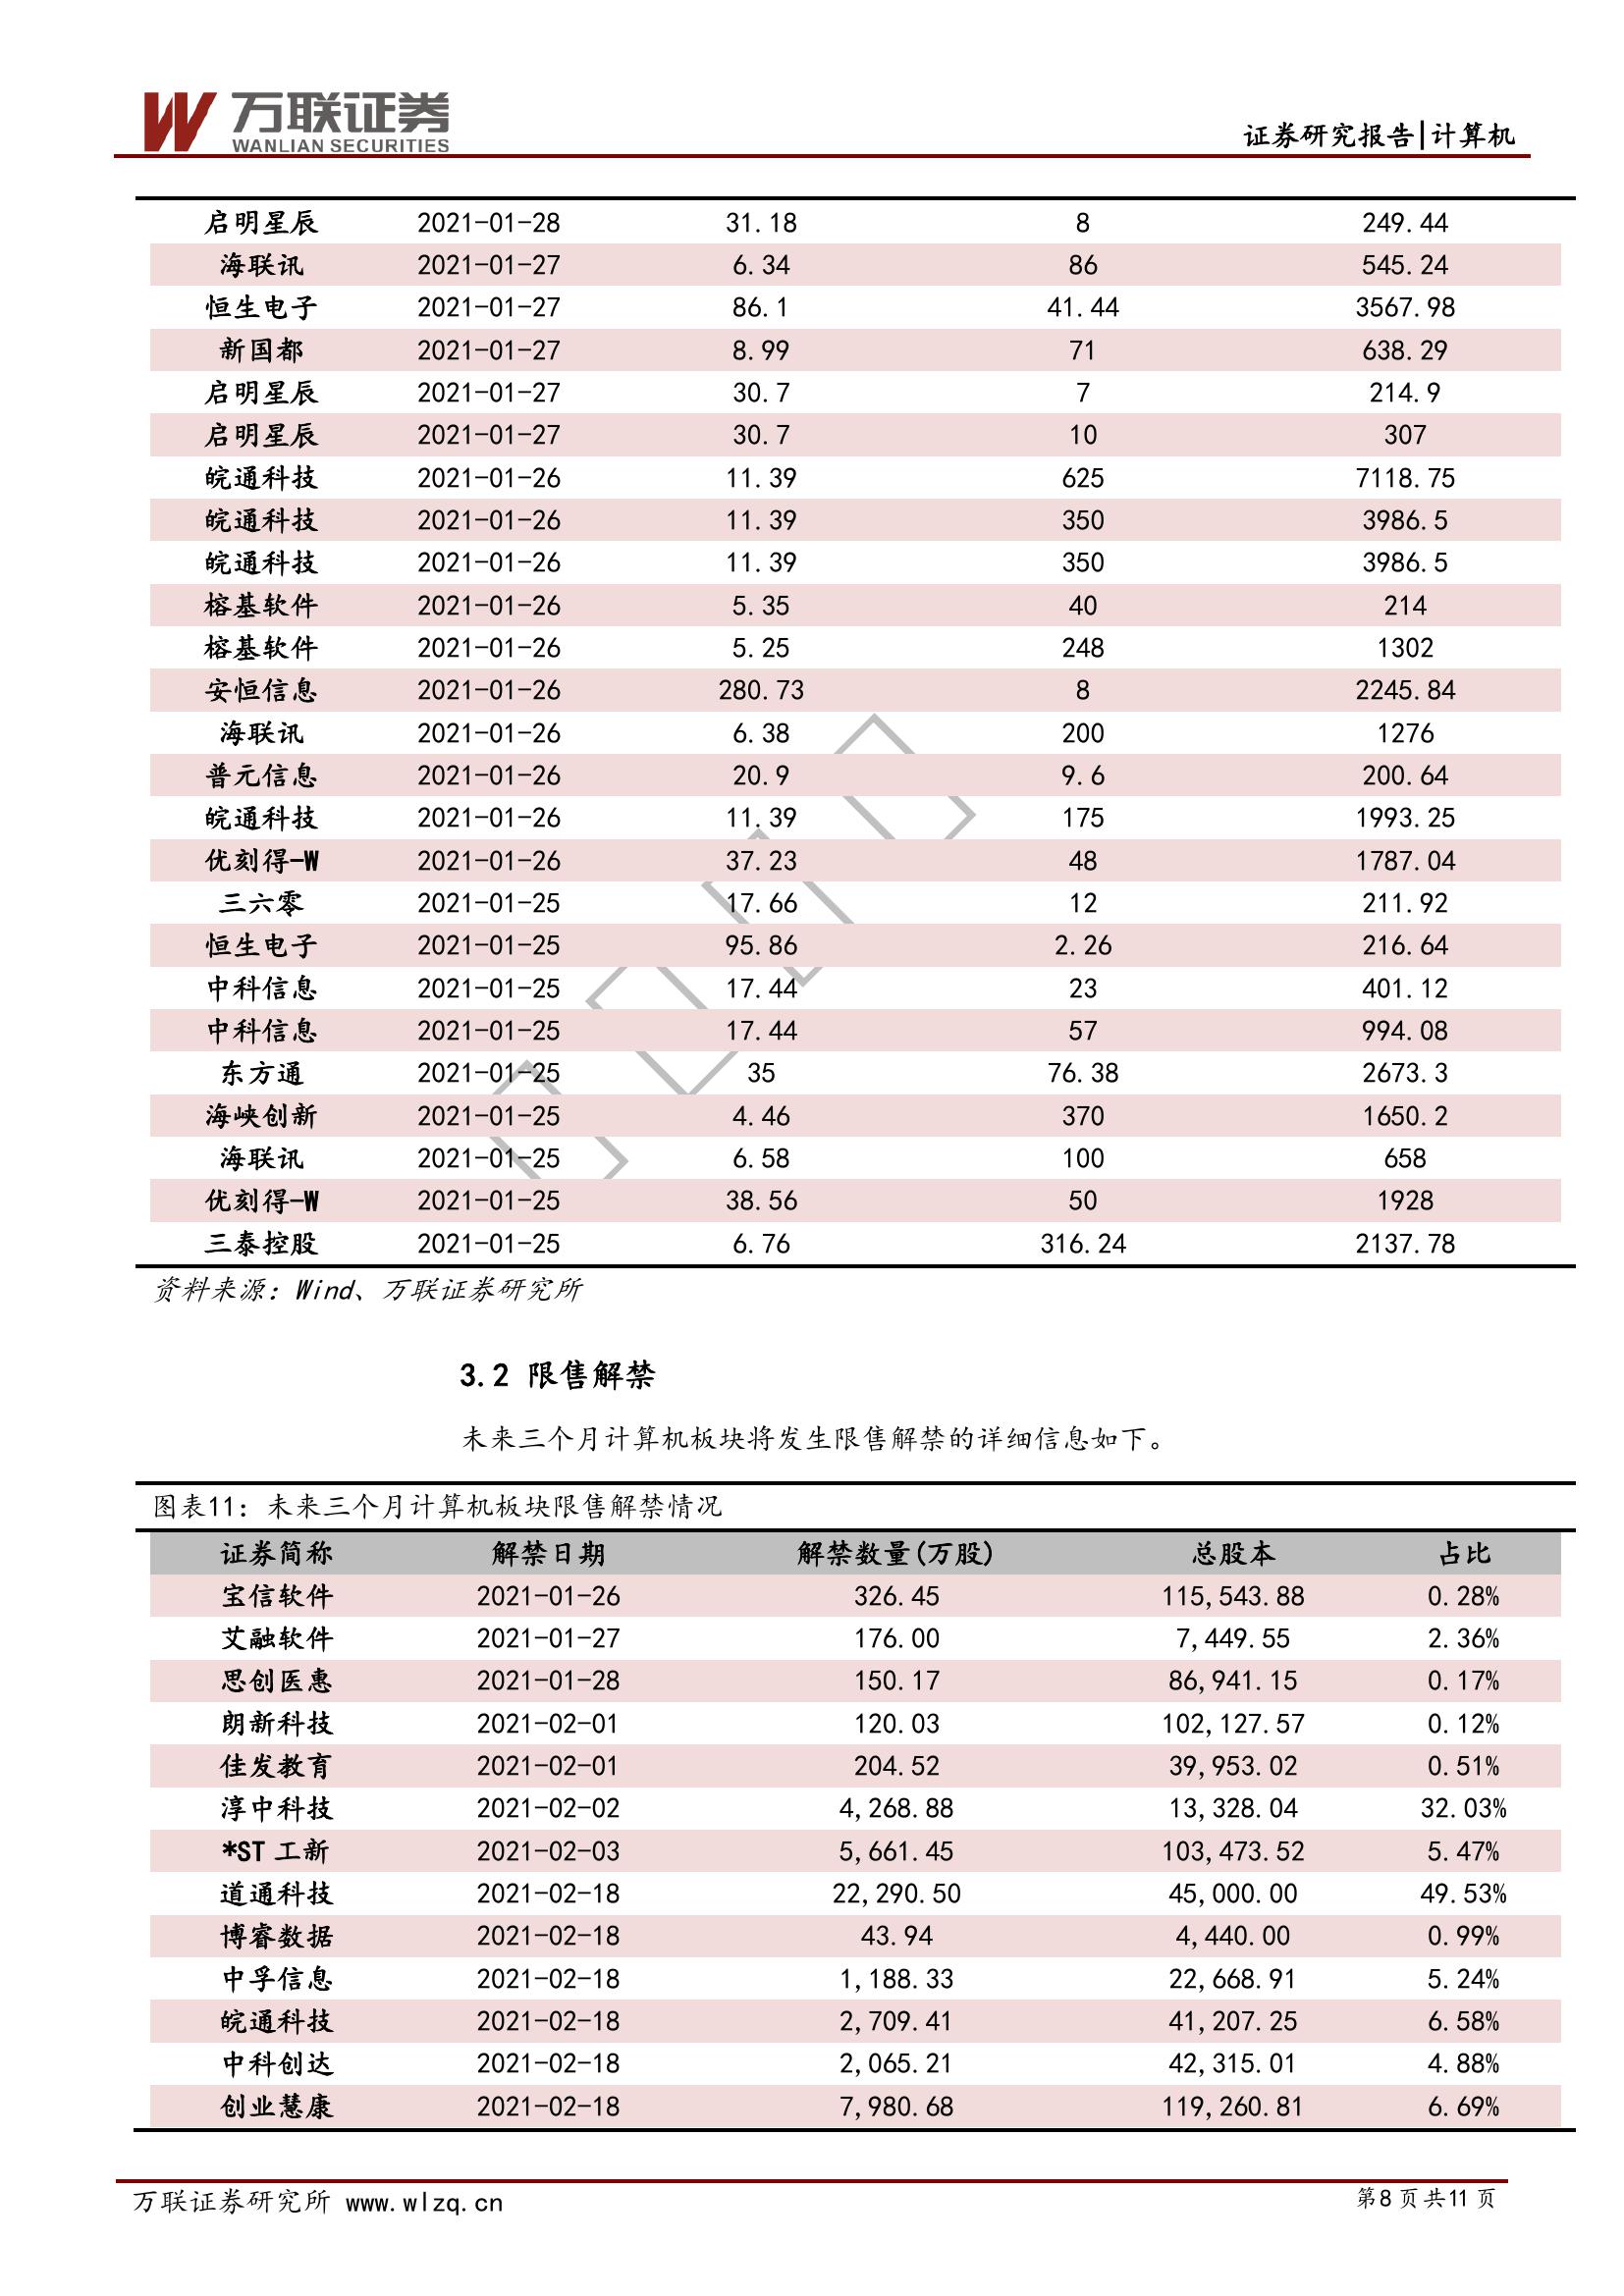 万联证券
WANLIAN SECURITIES
证券研究报告|计算机
启明星辰 2021-01-28 31.18 8 249.44
海联讯 2021-01-27 6.34 86 545.24
恒生电子 2021-01-27 86.1 41.44 3567.98
新国都 2021-01-27 8.99 71 638.29
启明星辰 2021-01-27 30.7 7 214.9
启明星辰 2021-01-27 30.7 10 307
皖通科技 2021-01-26 11.39 625 7118.75
皖通科技 2021-01-26 11.39 350 3986.5
皖通科技 2021-01-26 11.39 350 3986.5
榕基软件 2021-01-26 5.35 40 214
榕基软件 2021-01-26 5.25 248 1302
安恒信息 2021-01-26 280.73 8 2245.84
海联讯 2021-01-26 6.38 200 1276
普元信息 2021-01-26 20.9 9.6 200.64
皖通科技 2021-01-26 11.39 175 1993.25
优刻得-W 2021-01-26 37.23 48 1787.04
三六零 2021-01-25 17.66 12 211.92
恒生电子 2021-01-25 95.86 2.26 216.64
中科信息 2021-01-25 17.44 23 401.12
中科信息 2021-01-25 17.44 57 994.08
东方通 2021-01-25 35 76.38 2673.3
海峡创新 2021-01-25 4.46 370 1650.2
海联讯 2021-01-25 6.58 100 658
优刻得-W 2021-01-25 38.56 50 1928
三泰控股 2021-01-25 6.76 316.24 2137.78
资料来源：Wind、万联证券研究所
3.2 限售解禁
未来三个月计算机板块将发生限售解禁的详细信息如下。
图表11：未来三个月计算机板块限售解禁情况
证券简称 解禁日期 解禁数量(万股) 总股本 占比
宝信软件 2021-01-26 326.45 115,543.88 0.28%
艾融软件 2021-01-27 176.00 7,449.55 2.36%
思创医惠 2021-01-28 150.17 86,941.15 0.17%
朗新科技 2021-02-01 120.03 102,127.57 0.12%
佳发教育 2021-02-01 204.52 39,953.02 0.51%
淳中科技 2021-02-02 4,268.88 13,328.04 32.03%
*ST工新 2021-02-03 5,661.45 103,473.52 5.47%
道通科技 2021-02-18 22,290.50 45,000.00 49.53%
博睿数据 2021-02-18 43.94 4,440.00 0.99%
中孚信息 2021-02-18 1,188.33 22,668.91 5.24%
皖通科技 2021-02-18 2,709.41 41,207.25 6.58%
中科创达 2021-02-18 2,065.21 42,315.01 4.88%
创业慧康 2021-02-18 7,980.68 119,260.81 6.69%
万联证券研究所 www.wlzq.cn 第8页共11页